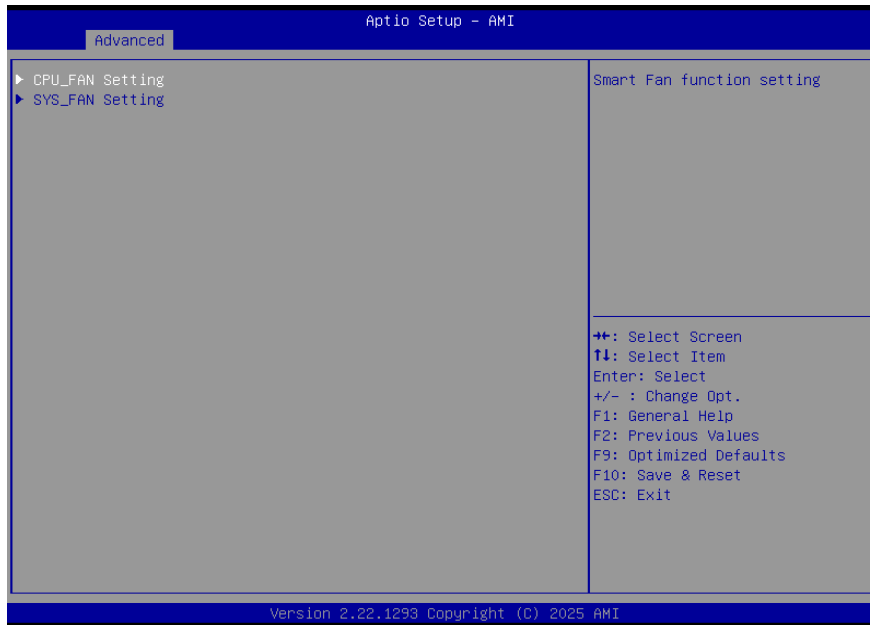 Aptio Setup - AMI
Advanced
▶ CPU_FAN Setting
▶ SYS_FAN Setting
Smart Fan function setting
→←: Select Screen
↑↓: Select Item
Enter: Select
+/- : Change Opt.
F1: General Help
F2: Previous Values
F9: Optimized Defaults
F10: Save & Reset
ESC: Exit
Version 2.22.1293 Copyright (C) 2025 AMI